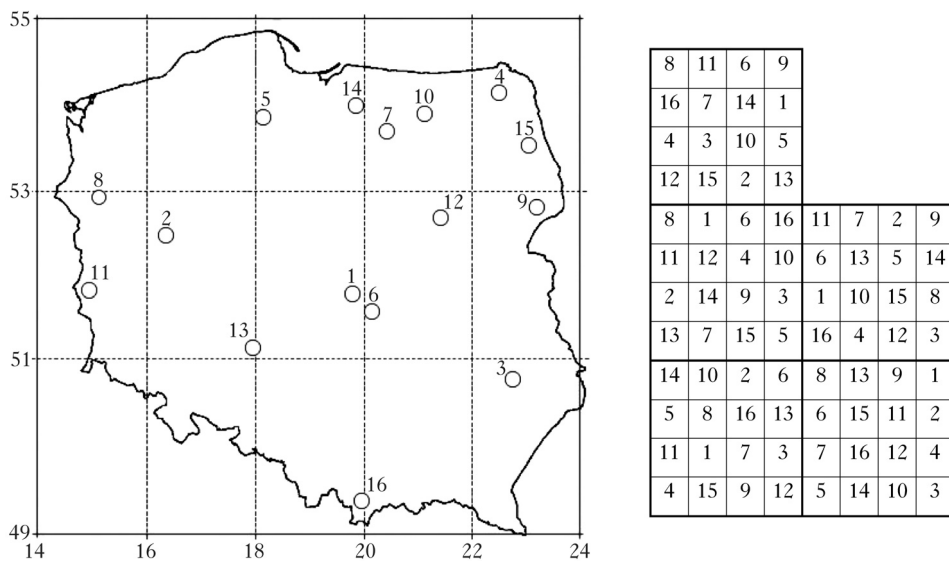 55
4
14
10
5
7
15
53
8
9
12
2
11
1
6
13
51
3
16
49
14 16 18 20 22 24
8 11 6 9
16 7 14 1
4 3 10 5
12 15 2 13
8 1 6 16 11 7 2 9
11 12 4 10 6 13 5 14
2 14 9 3 1 10 15 8
13 7 15 5 16 4 12 3
14 10 2 6 8 13 9 1
5 8 16 13 6 15 11 2
11 1 7 3 7 16 12 4
4 15 9 12 5 14 10 3